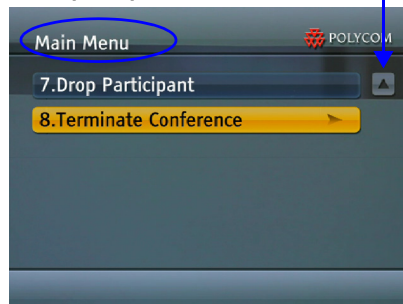 Main Menu
POLYCOM
7.Drop Participant
8.Terminate Conference